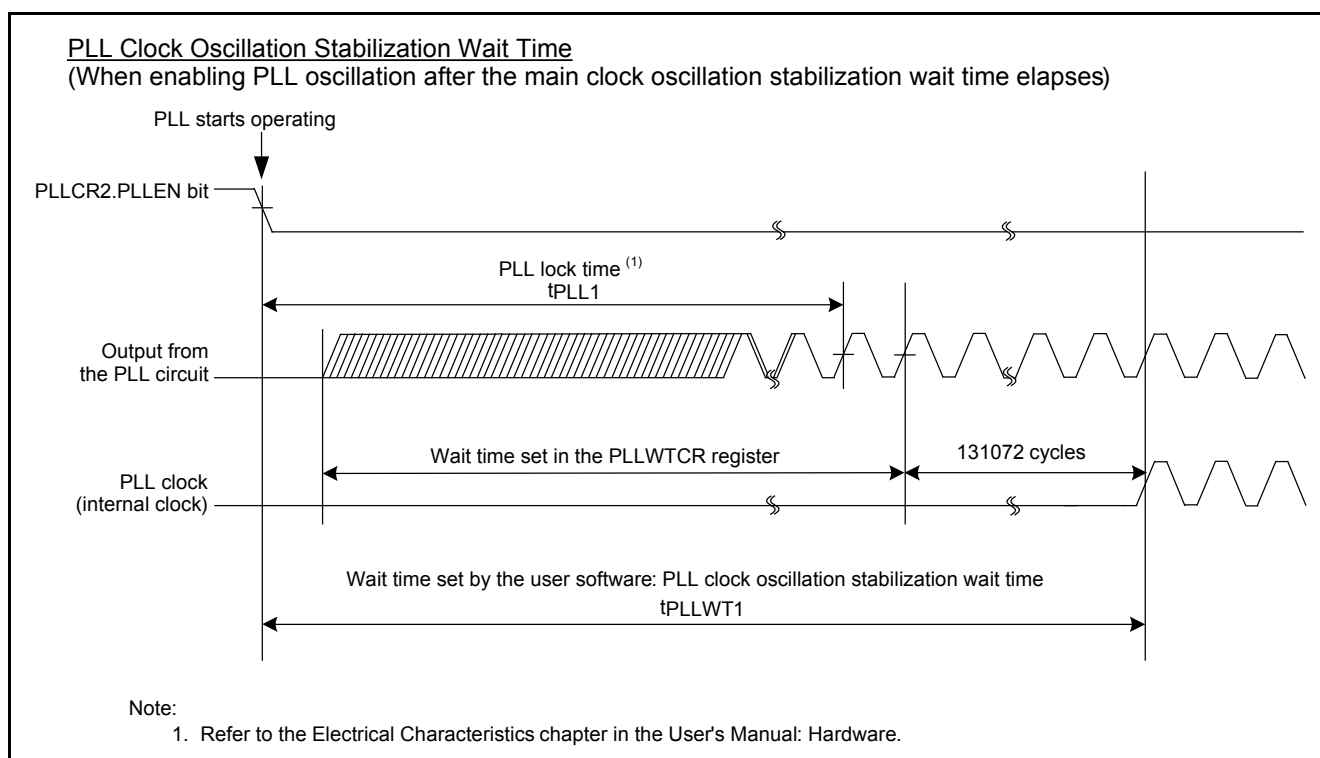 PLL Clock Oscillation Stabilization Wait Time
(When enabling PLL oscillation after the main clock oscillation stabilization wait time elapses)
PLL starts operating
PLLCR2.PLLEN bit
PLL lock time (1)
tPLL1
Output from
the PLL circuit
Wait time set in the PLLWTCR register
131072 cycles
PLL clock
(internal clock)
Wait time set by the user software: PLL clock oscillation stabilization wait time
tPLLWT1
Note:
1. Refer to the Electrical Characteristics chapter in the User's Manual: Hardware.